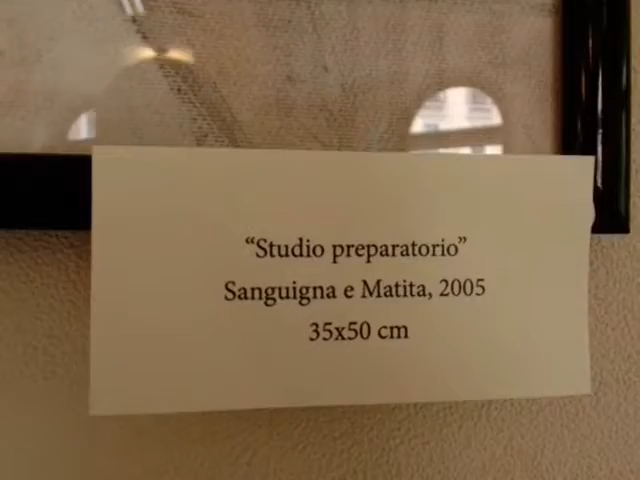 “Studio preparatorio”
Sanguigna e Matita, 2005
35x50 cm